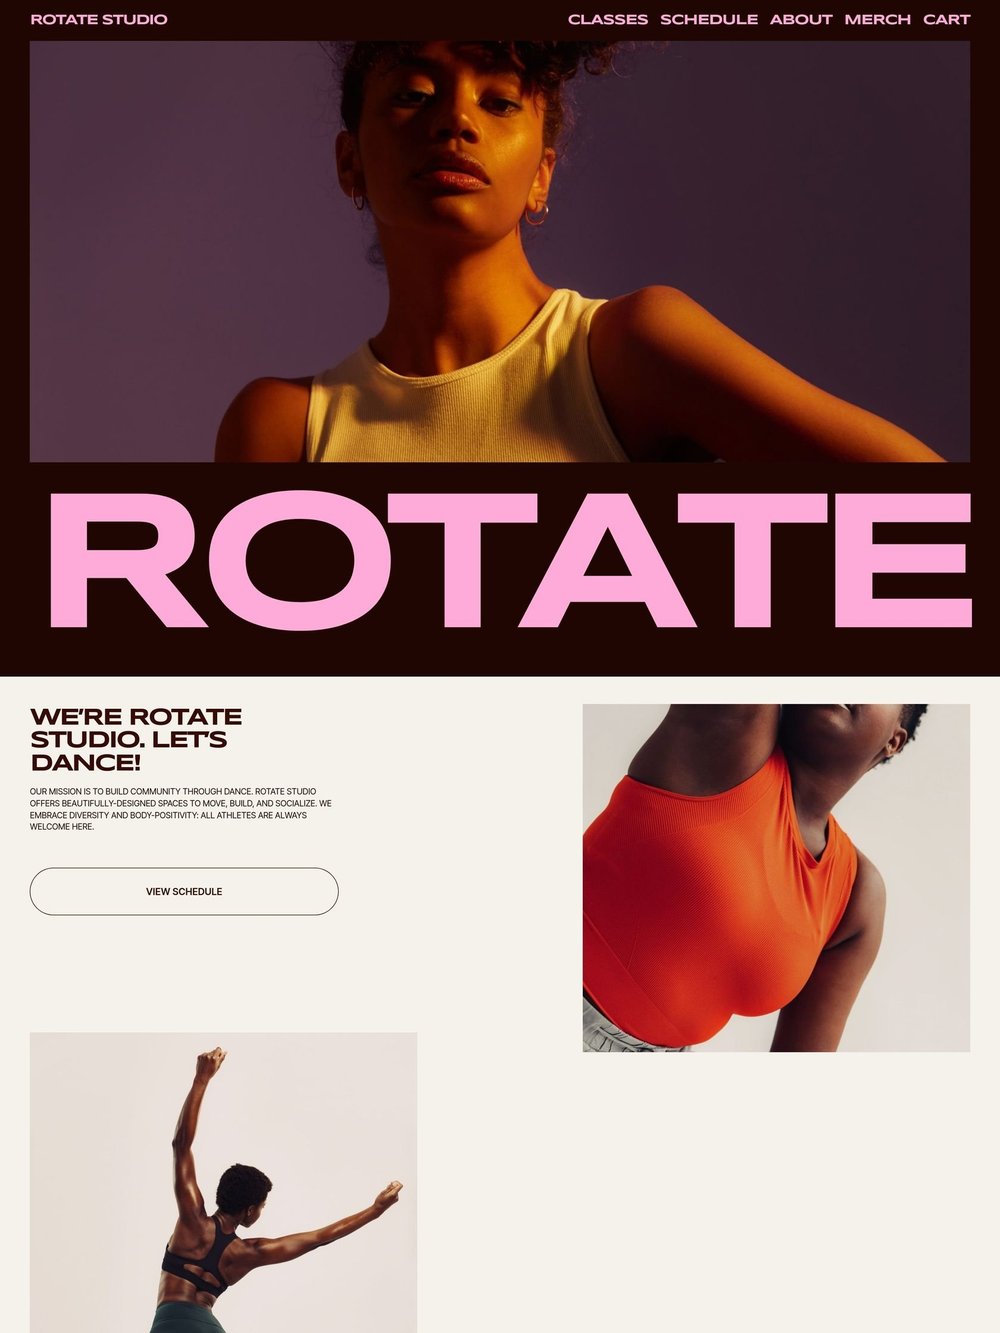 ROTATE STUDIO
CLASSES SCHEDULE ABOUT MERCH CART
ROTATE
WE'RE ROTATE
STUDIO. LET'S
DANCE!
OUR MISSION IS TO BUILD COMMUNITY THROUGH DANCE. ROTATE STUDIO
OFFERS BEAUTIFULLY-DESIGNED SPACES TO MOVE, BUILD, AND SOCIALIZE. WE
EMBRACE DIVERSITY AND BODY-POSITIVITY: ALL ATHLETES ARE ALWAYS
WELCOME HERE.
VIEW SCHEDULE